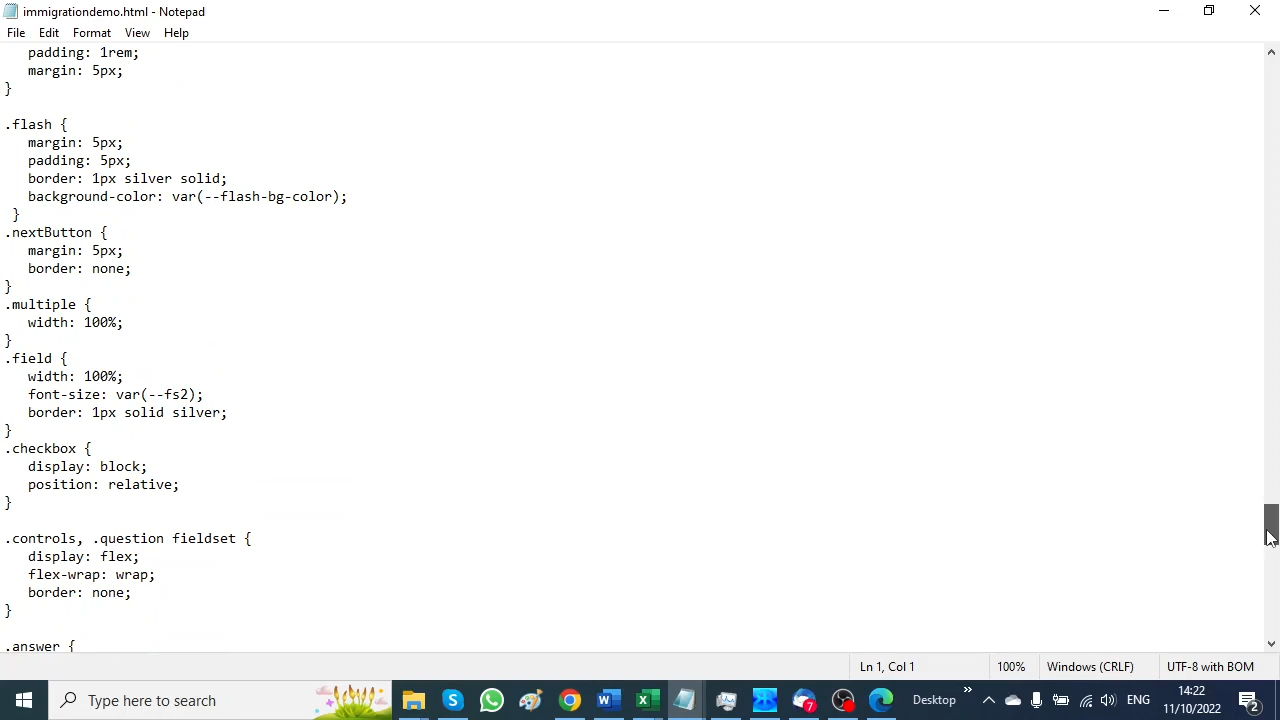 immigrationdemo.html - Notepad
File Edit Format View Help
padding: 1rem;
margin: 5px;
}
.flash {
margin: 5px;
padding: 5px;
border: 1px silver solid;
background-color: var(--flash-bg-color);
}
.nextButton {
margin: 5px;
border: none;
}
.multiple {
width: 100%;
}
.field {
width: 100%;
font-size: var(--fs2);
border: 1px solid silver;
}
.checkbox {
display: block;
position: relative;
}
.controls, .question fieldset {
display: flex;
flex-wrap: wrap;
border: none;
}
.answer {
Ln 1, Col 1 100% Windows (CRLF) UTF-8 with BOM
Type here to search 7 Desktop » ENG 14:22 2
11/10/2022